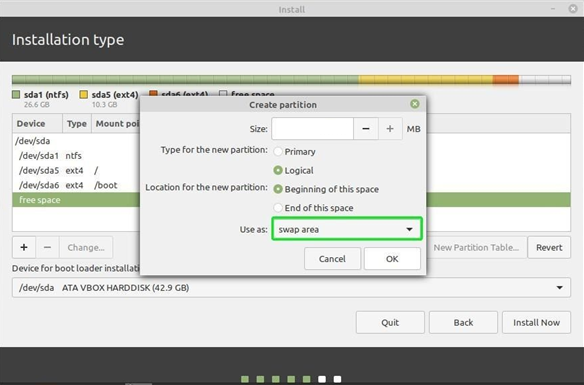 Install
Installation type
sda1 (ntfs) sda5 (ext4) sda6 (ext4) free space
26.6 GB 10.3 GB
Create partition
Size: MB
Type for the new partition: Primary
Logical
Location for the new partition: Beginning of this space
End of this space
Use as: swap area
Cancel OK
Device Type Mount poi
/dev/sda
/dev/sda1 ntfs
/dev/sda5 ext4 /
/dev/sda6 ext4 /boot
free space
+ − Change... New Partition Table... Revert
Device for boot loader installatio
/dev/sda ATA VBOX HARDDISK (42.9 GB)
Quit Back Install Now